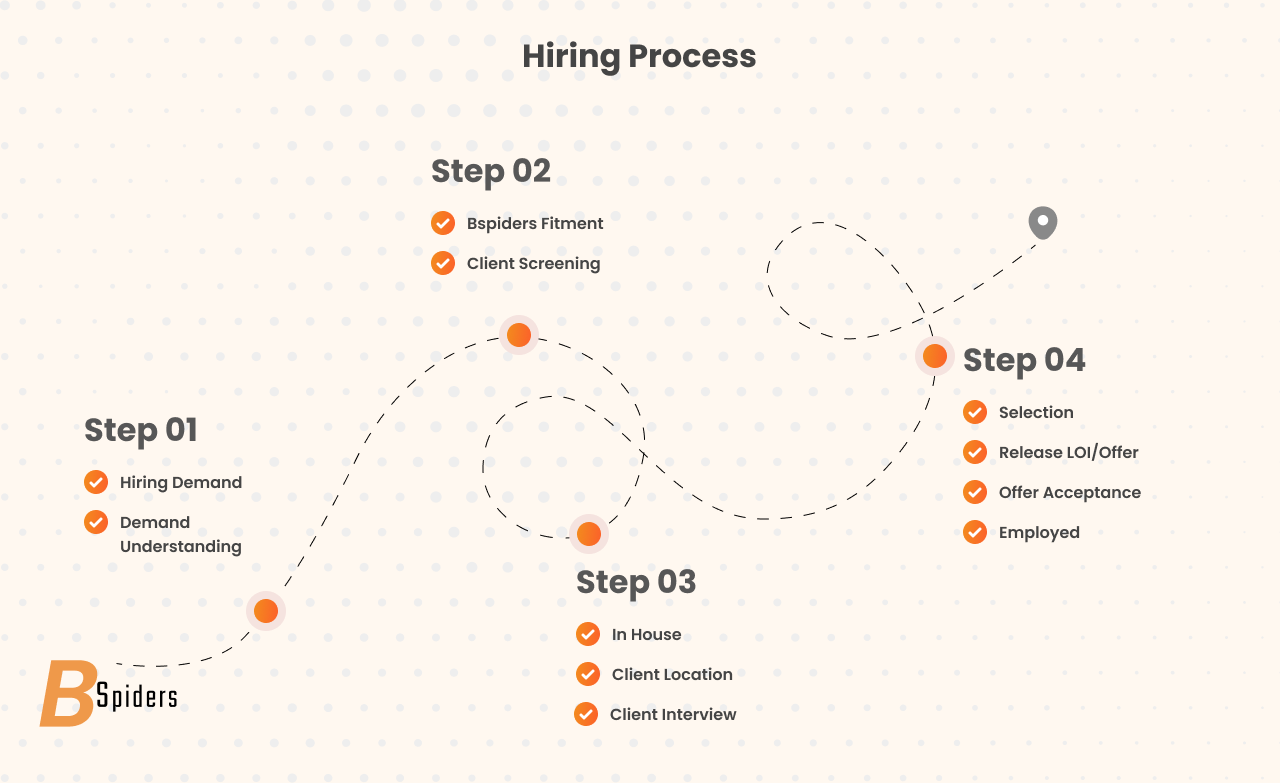 Hiring Process
Step 01
Hiring Demand
Demand
Understanding
Step 02
Bspiders Fitment
Client Screening
Step 03
In House
Client Location
Client Interview
Step 04
Selection
Release LOI/Offer
Offer Acceptance
Employed
BSpiders